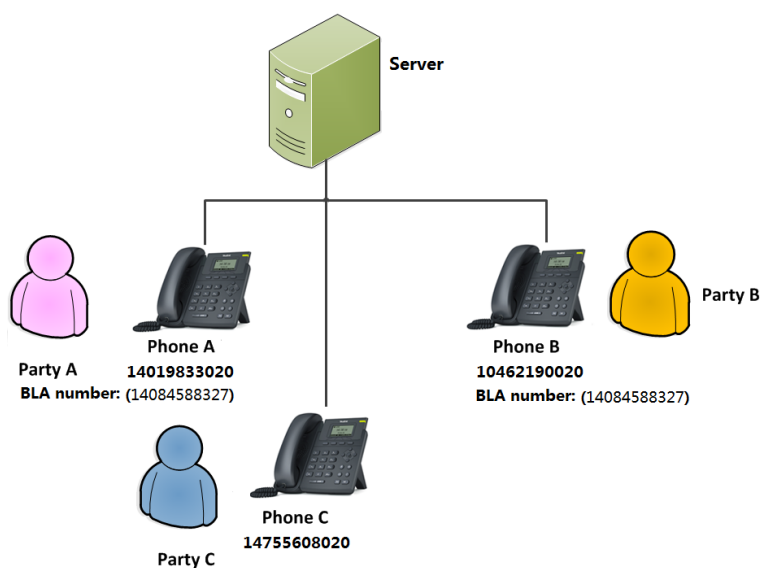 Server
Party B
Phone A
Phone B
Party A
14019833020
10462190020
BLA number: (14084588327)
BLA number: (14084588327)
Phone C
14755608020
Party C